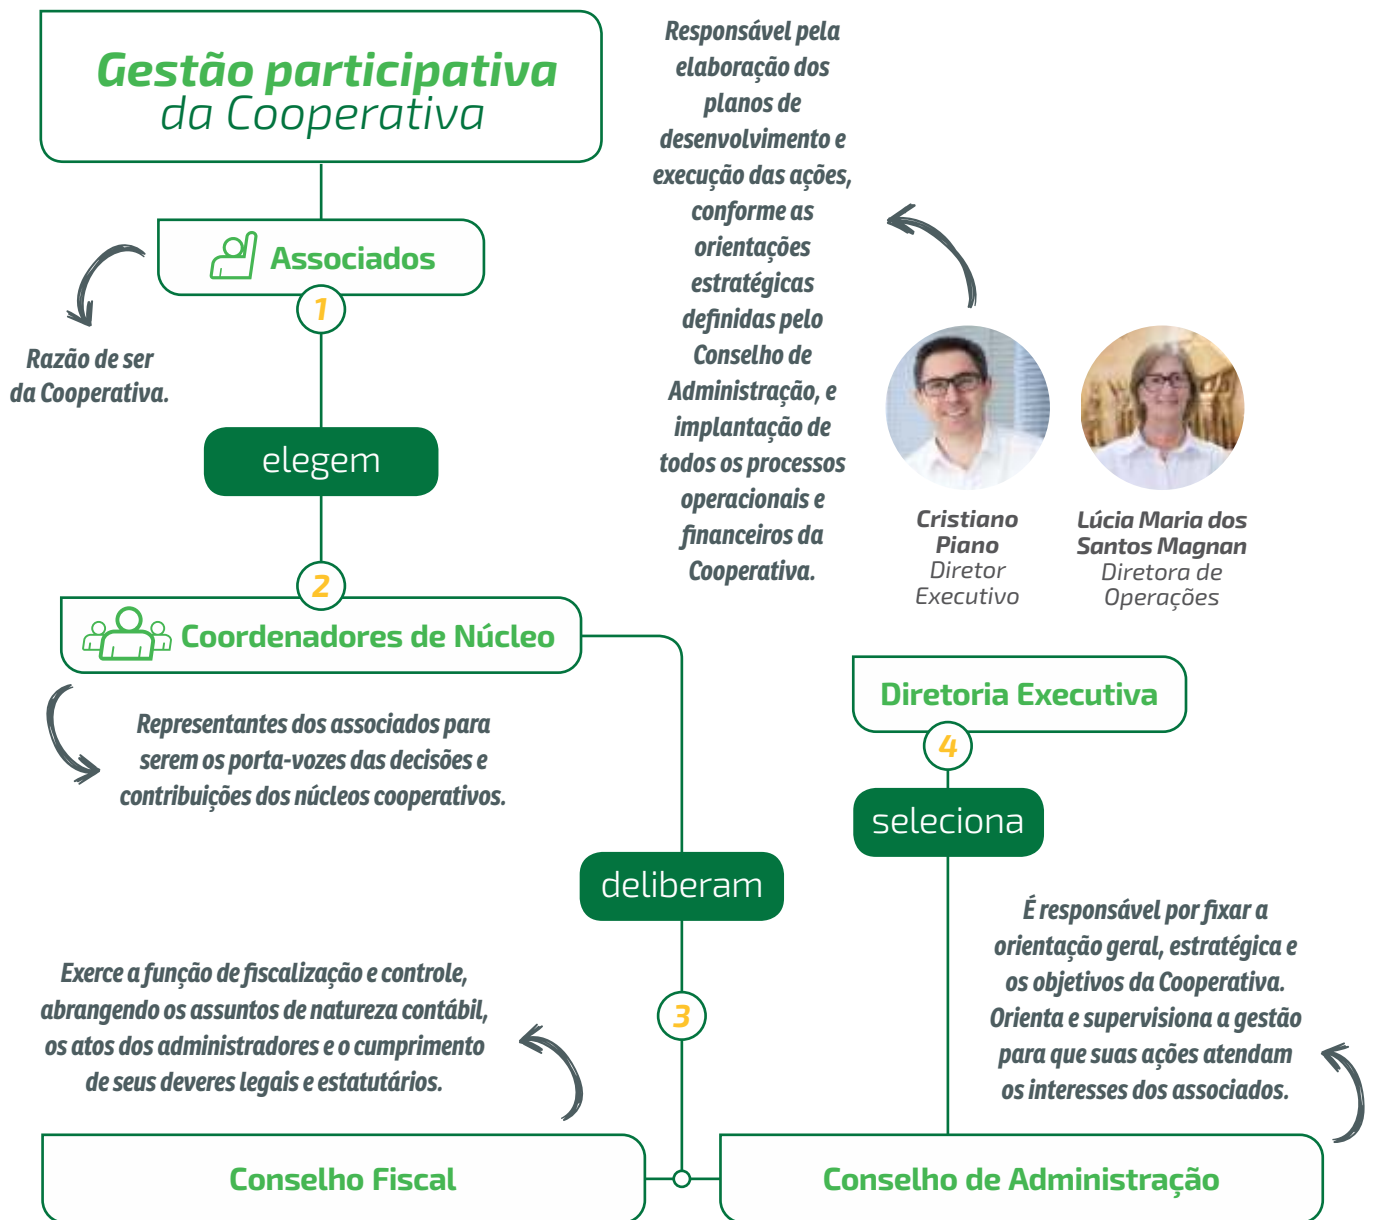 Gestão participativa
da Cooperativa
Associados
1
Razão de ser
da Cooperativa.
elegem
2
Coordenadores de Núcleo
Representantes dos associados para
serem os porta-vozes das decisões e
contribuições dos núcleos cooperativos.
deliberam
3
Exerce a função de fiscalização e controle,
abrangendo os assuntos de natureza contábil,
os atos dos administradores e o cumprimento
de seus deveres legais e estatutários.
Conselho Fiscal
Responsável pela
elaboração dos
planos de
desenvolvimento e
execução das ações,
conforme as
orientações
estratégicas
definidas pelo
Conselho de
Administração, e
implantação de
todos os processos
operacionais e
financeiros da
Cooperativa.
Cristiano
Piano
Diretor
Executivo
Lúcia Maria dos
Santos Magnan
Diretora de
Operações
Diretoria Executiva
4
seleciona
É responsável por fixar a
orientação geral, estratégica e
os objetivos da Cooperativa.
Orienta e supervisiona a gestão
para que suas ações atendam
os interesses dos associados.
Conselho de Administração